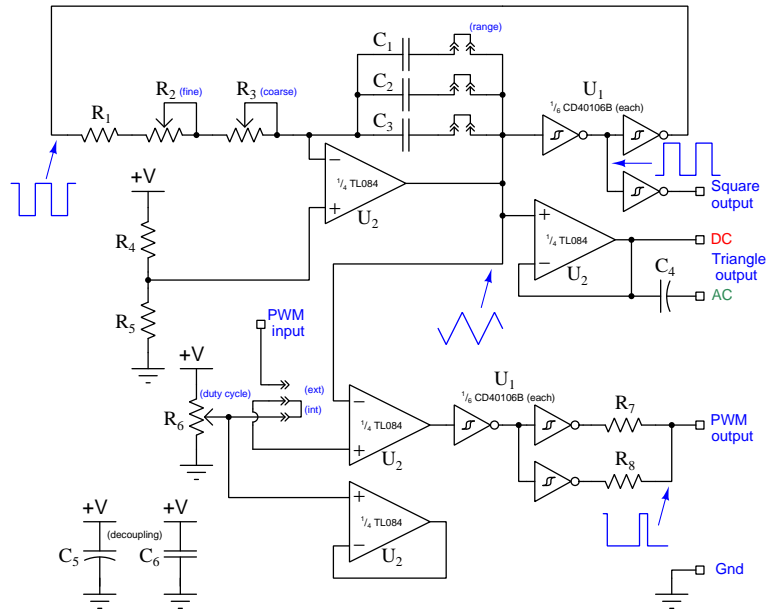 C1
(range)
C2
U1
1/6 CD40106B (each)
R2 (fine)
R3 (coarse)
R1
C3
−
1/4 TL084
+
U2
+V
Square
output
R4
+
1/4 TL084
−
U2
DC
Triangle
output
C4
AC
R5
PWM
input
+V
(duty cycle)
(ext)
(int)
R6
−
1/4 TL084
+
U2
U1
1/6 CD40106B (each)
R7
PWM
output
R8
+
1/4 TL084
−
U2
+V
(decoupling)
C5
+V
C6
Gnd